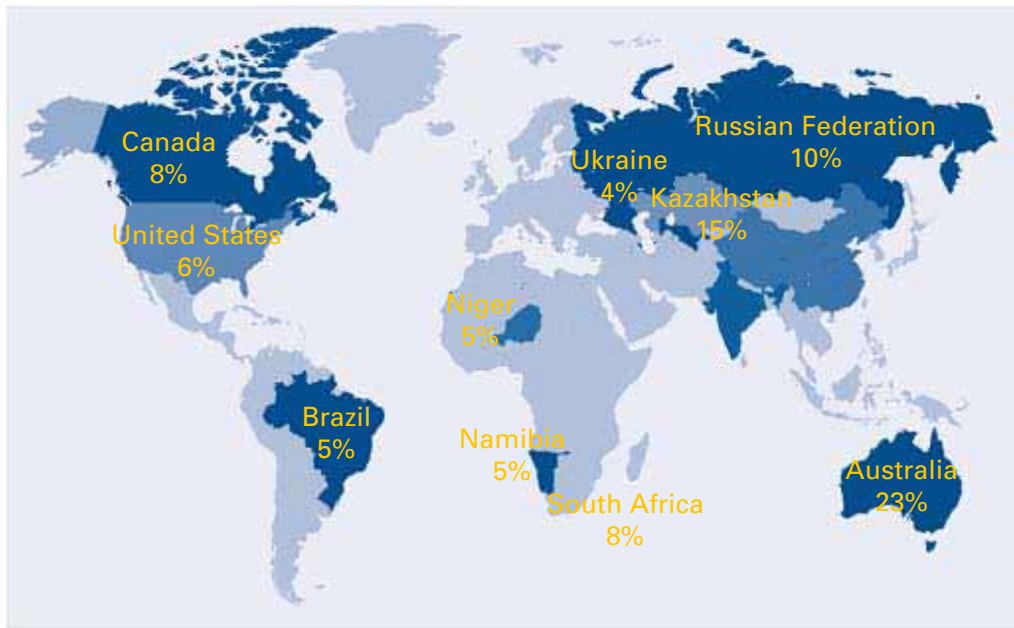 Canada
8%
Russian Federation
10%
Ukraine
4%
Kazakhstan
15%
United States
6%
Niger
5%
Brazil
5%
Namibia
5%
Australia
23%
South Africa
8%